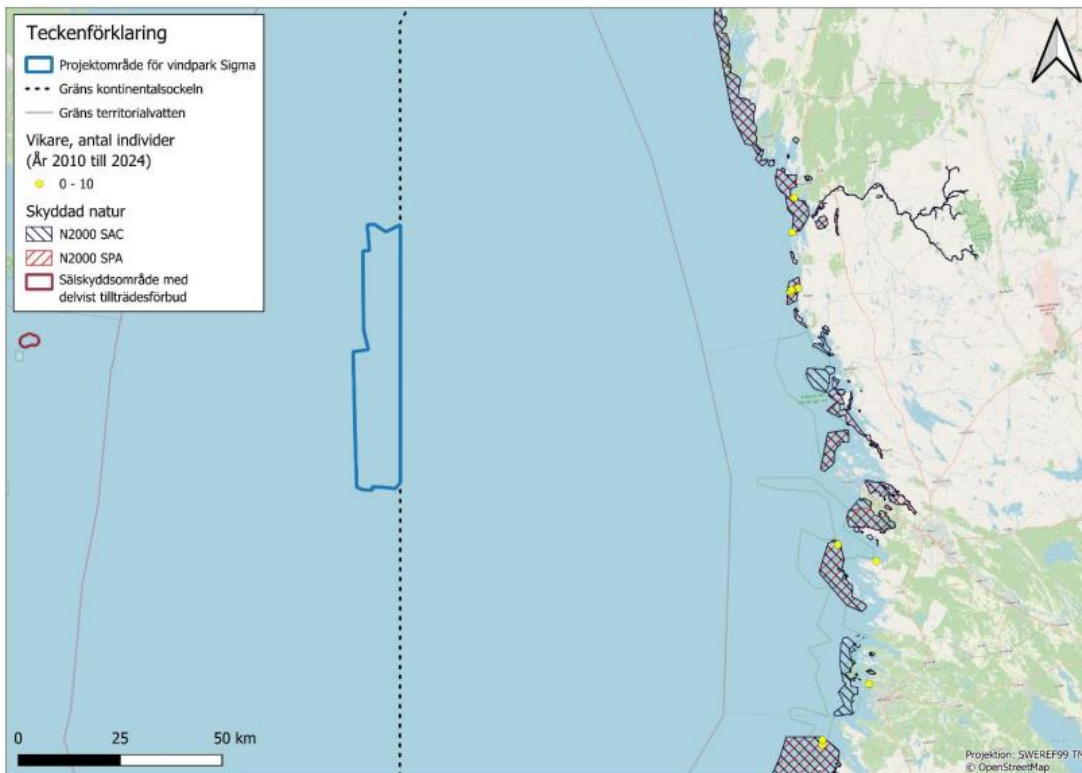 Teckenförklaring
Projektområde för vindpark Sigma
Gräns kontinentalsockeln
Gräns territorialvatten
Vikare, antal individer
(År 2010 till 2024)
0 - 10
Skyddad natur
N2000 SAC
N2000 SPA
Sälskyddsområde med
delvist tillträdesförbud
0 25 50 km
Projektion: SWEREF99 TM
© OpenStreetMap